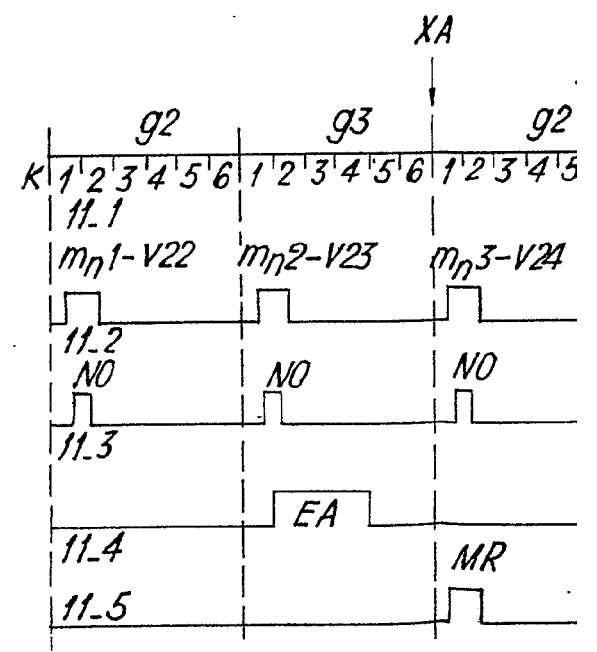 XA
g2 g3 g2
K 1 2 3 4 5 6 1 2 3 4 5 6 1 2 3 4 5
11_1
mn1-V22 mn2-V23 mn3-V24
11_2
NO NO NO
11_3
EA
11_4
MR
11_5